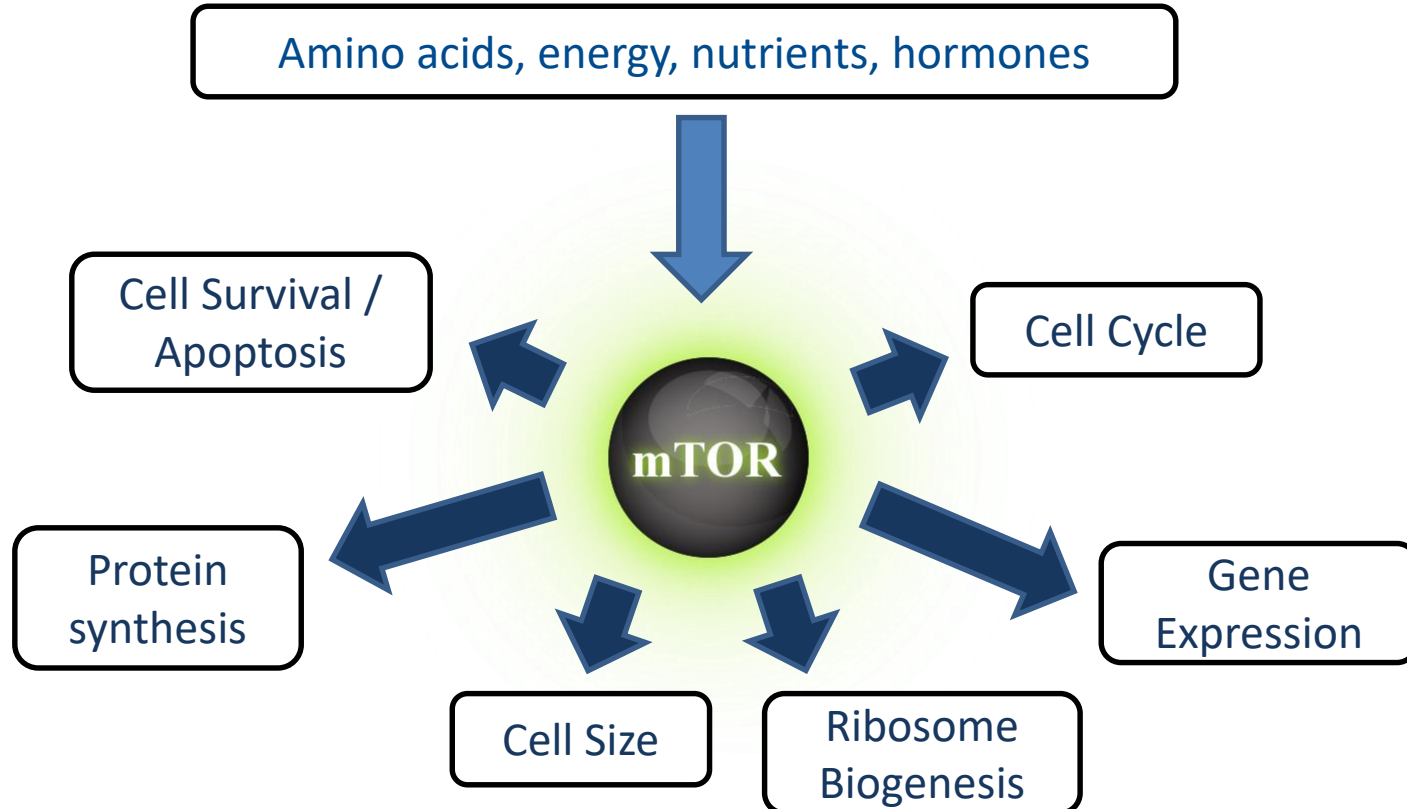 Amino acids, energy, nutrients, hormones
Cell Survival /
Apoptosis
Cell Cycle
mTOR
Protein
synthesis
Gene
Expression
Cell Size
Ribosome
Biogenesis